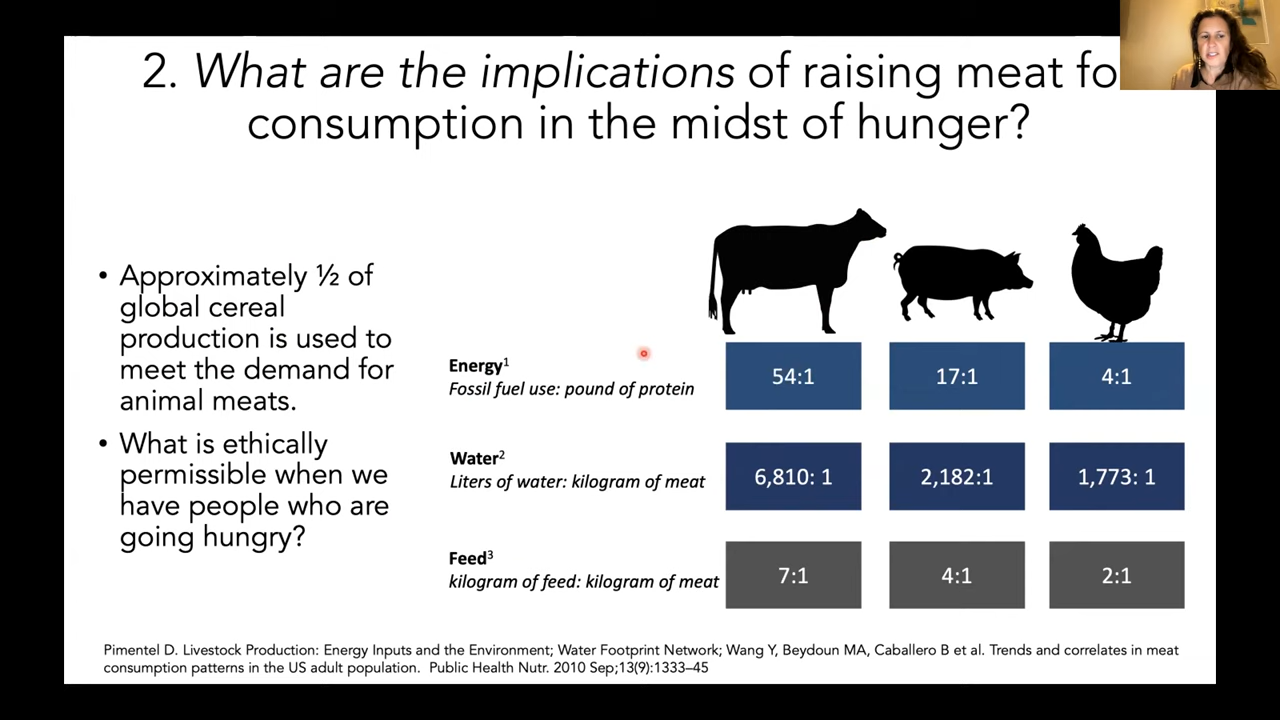 2. What are the implications of raising meat fo
consumption in the midst of hunger?
• Approximately ½ of
global cereal
production is used to
meet the demand for
animal meats.
• What is ethically
permissible when we
have people who are
going hungry?
Energy¹
Fossil fuel use: pound of protein
54:1
17:1
4:1
Water²
Liters of water: kilogram of meat
6,810: 1
2,182:1
1,773: 1
Feed³
kilogram of feed: kilogram of meat
7:1
4:1
2:1
Pimentel D. Livestock Production: Energy Inputs and the Environment; Water Footprint Network; Wang Y, Beydoun MA, Caballero B et al. Trends and correlates in meat
consumption patterns in the US adult population.  Public Health Nutr. 2010 Sep;13(9):1333–45